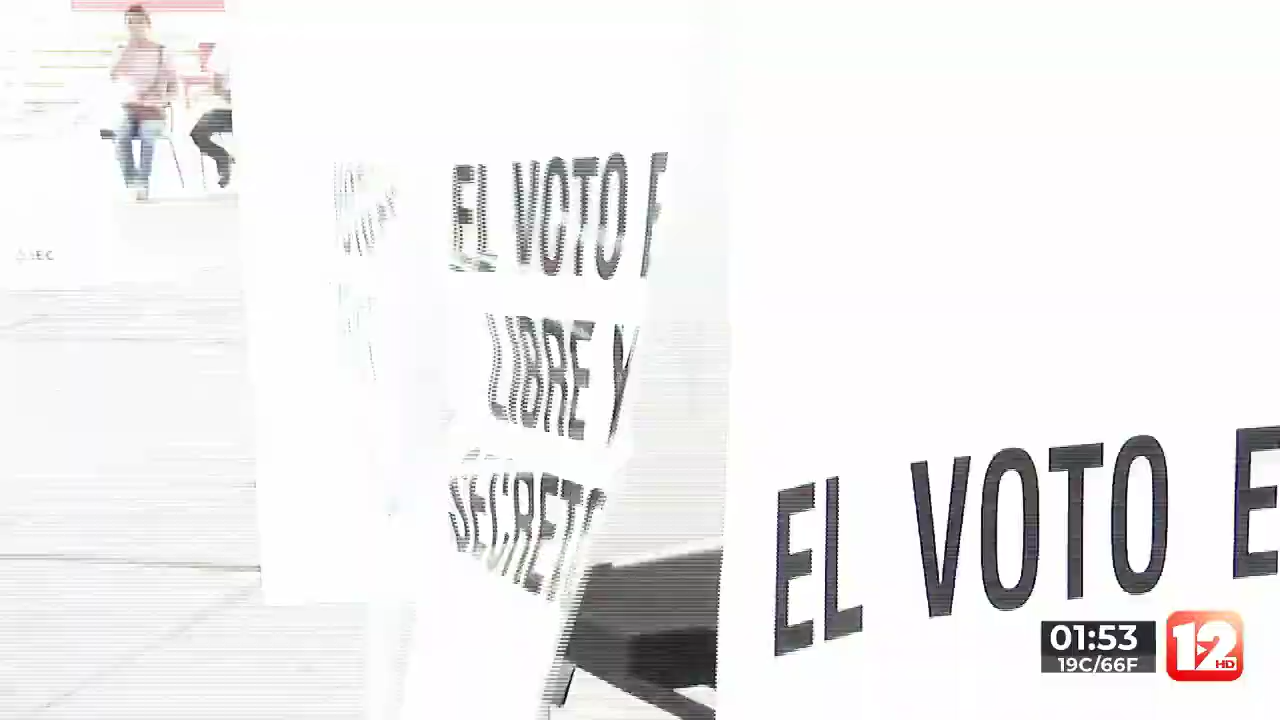 EL VOTO E
LIBRE Y
SECRETO
EL VOTO E
01:53
19C/66F
12
HD